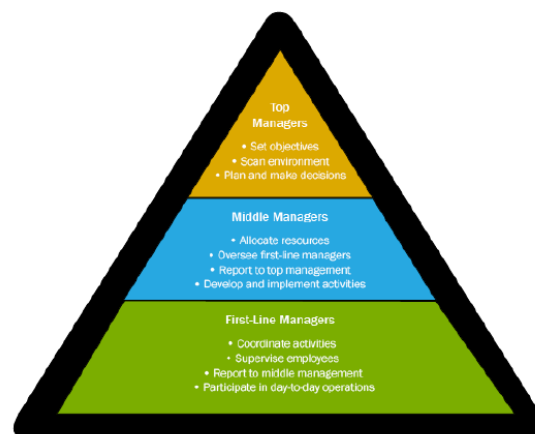 Top
Managers
• Set objectives
• Scan environment
• Plan and make decisions
Middle Managers
• Allocate resources
• Oversee first-line managers
• Report to top management
• Develop and implement activities
First-Line Managers
• Coordinate activities
• Supervise employees
• Report to middle management
• Participate in day-to-day operations